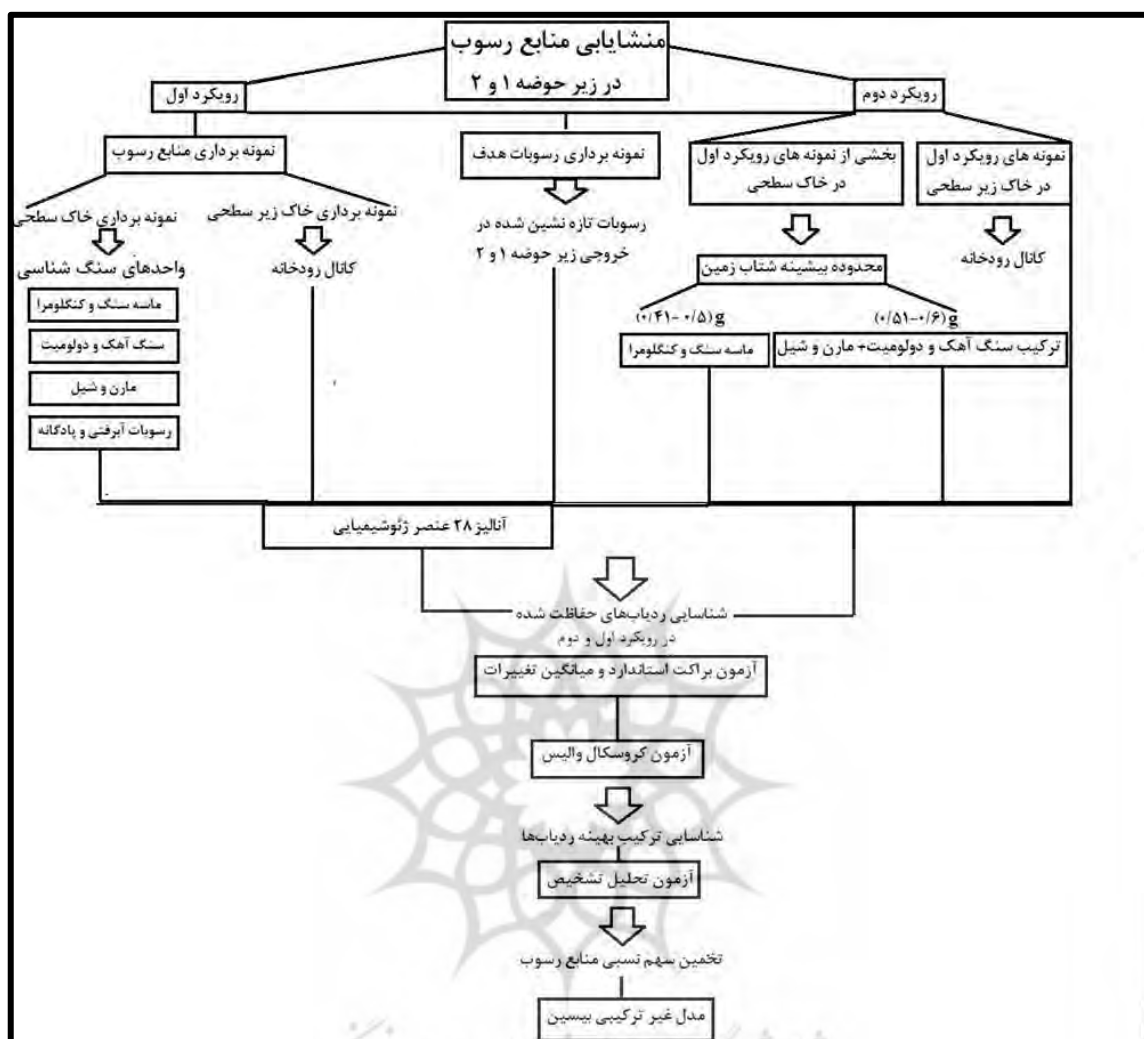 منشایابی منابع رسوب
در زیر حوضه ۱ و ۲
رویکرد اول
رویکرد دوم
نمونه برداری منابع رسوب
نمونه برداری رسوبات هدف
بخشی از نمونه های رویکرد اول
در خاک سطحی
نمونه های رویکرد اول
در خاک زیر سطحی
نمونه برداری خاک سطحی
نمونه برداری خاک زیر سطحی
رسوبات تازه نشین شده در
خروجی زیر حوضه ۱ و ۲
کانال رودخانه
واحدهای سنگ شناسی
کانال رودخانه
محدوده بیشینه شتاب زمین
ماسه سنگ و کنگلومرا
سنگ آهک و دولومیت
مارن و شیل
رسوبات آبرفتی و پادگانه
(۰/۴۱-۰/۵) g
(۰/۵۱-۰/۶) g
ماسه سنگ و کنگلومرا
ترکیب سنگ آهک و دولومیت+ مارن و شیل
آنالیز ۲۸ عنصر ژئوشیمیایی
شناسایی ردیاب‌های حفاظت شده
در رویکرد اول و دوم
آزمون براکت استاندارد و میانگین تغییرات
آزمون کروسکال والیس
شناسایی ترکیب بهینه ردیاب‌ها
آزمون تحلیل تشخیص
تخمین سهم نسبی منابع رسوب
مدل غیر ترکیبی بیسین